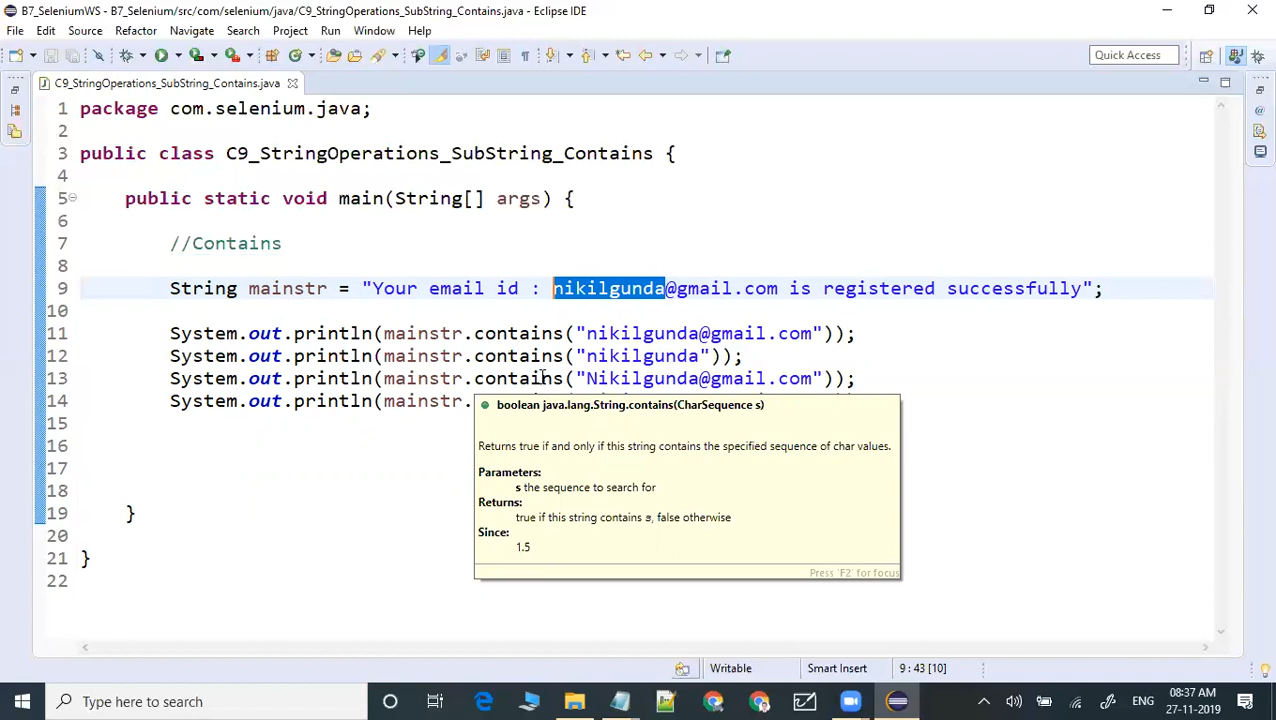 B7_SeleniumWS - B7_Selenium/src/com/selenium/java/C9_StringOperations_SubString_Contains.java - Eclipse IDE
File Edit Source Refactor Navigate Search Project Run Window Help
Quick Access
C9_StringOperations_SubString_Contains.java
1 package com.selenium.java;
2
3 public class C9_StringOperations_SubString_Contains {
4
5 public static void main(String[] args) {
6
7 //Contains
8
9 String mainstr = "Your email id : nikilgunda@gmail.com is registered successfully";
10
11 System.out.println(mainstr.contains("nikilgunda@gmail.com"));
12 System.out.println(mainstr.contains("nikilgunda"));
13 System.out.println(mainstr.contains("Nikilgunda@gmail.com"));
14 System.out.println(mainstr.
boolean java.lang.String.contains(CharSequence s)
15
16
Returns true if and only if this string contains the specified sequence of char values.
17
Parameters:
s the sequence to search for
18
Returns:
19 }
true if this string contains s, false otherwise
20
Since:
1.5
21 }
Press 'F2' for focus
22
Writable Smart Insert 9 : 43 [10]
Type here to search
ENG
08:37 AM
27-11-2019